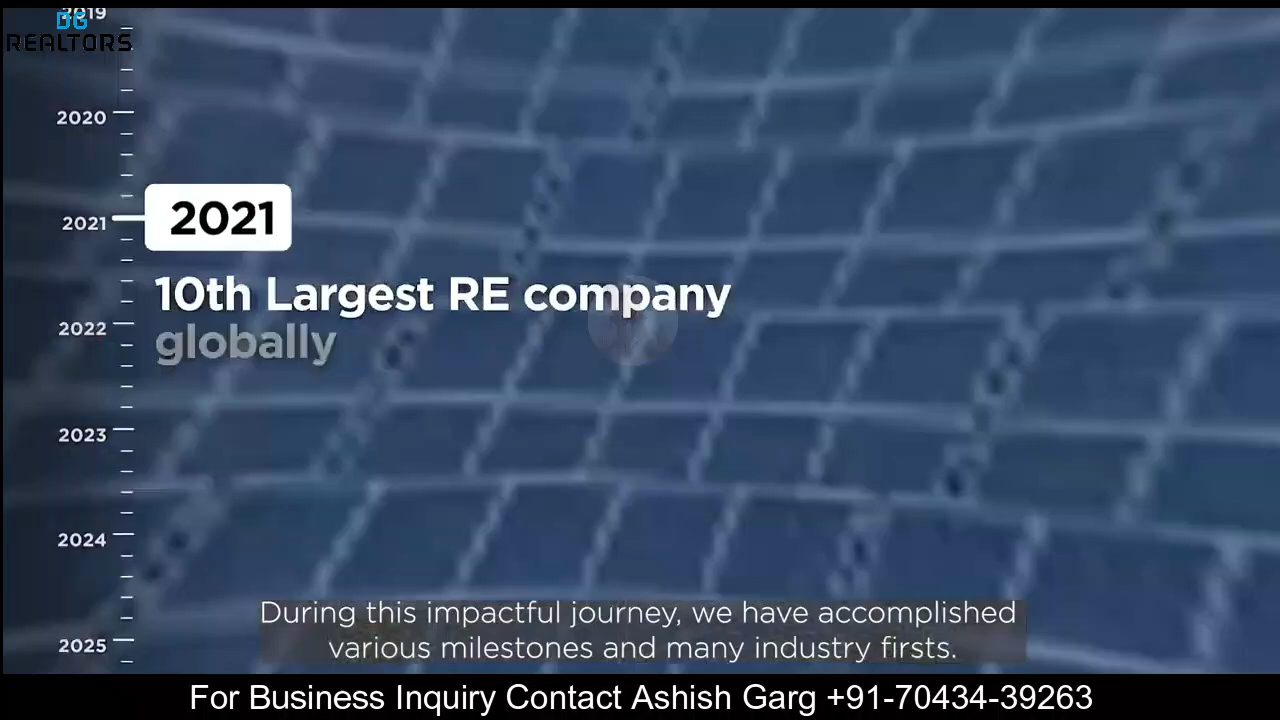 2019
DG
REALTORS
2020
2021
2021
10th Largest RE company
globally
2022
2023
2024
2025
During this impactful journey, we have accomplished
various milestones and many industry firsts.
For Business Inquiry Contact Ashish Garg +91-70434-39263